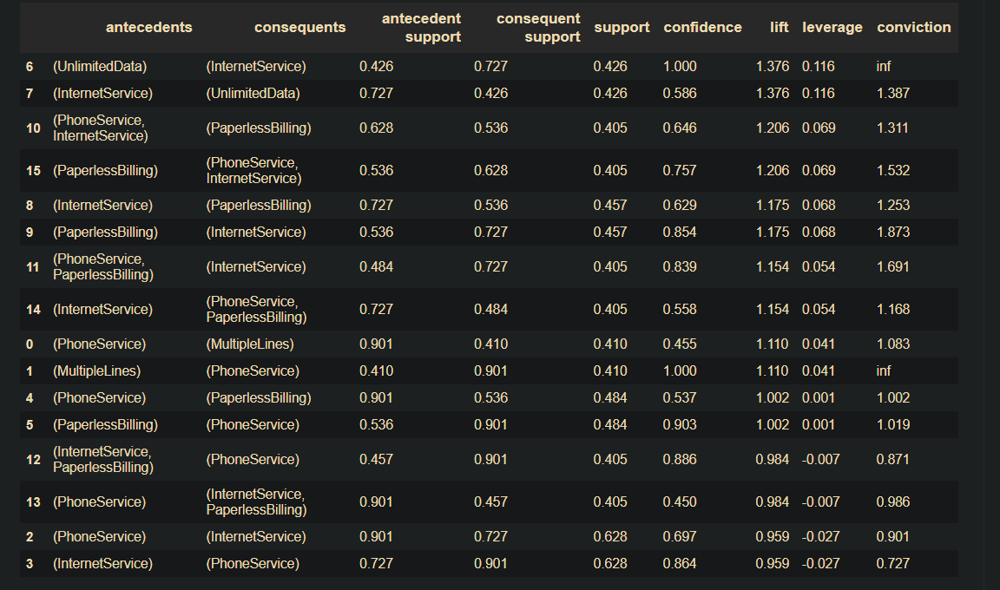 antecedents consequents antecedent support consequent support support confidence lift leverage conviction
6 (UnlimitedData) (InternetService) 0.426 0.727 0.426 1.000 1.376 0.116 inf
7 (InternetService) (UnlimitedData) 0.727 0.426 0.426 0.586 1.376 0.116 1.387
10 (PhoneService, InternetService) (PaperlessBilling) 0.628 0.536 0.405 0.646 1.206 0.069 1.311
15 (PaperlessBilling) (PhoneService, InternetService) 0.536 0.628 0.405 0.757 1.206 0.069 1.532
8 (InternetService) (PaperlessBilling) 0.727 0.536 0.457 0.629 1.175 0.068 1.253
9 (PaperlessBilling) (InternetService) 0.536 0.727 0.457 0.854 1.175 0.068 1.873
11 (PhoneService, PaperlessBilling) (InternetService) 0.484 0.727 0.405 0.839 1.154 0.054 1.691
14 (InternetService) (PhoneService, PaperlessBilling) 0.727 0.484 0.405 0.558 1.154 0.054 1.168
0 (PhoneService) (MultipleLines) 0.901 0.410 0.410 0.455 1.110 0.041 1.083
1 (MultipleLines) (PhoneService) 0.410 0.901 0.410 1.000 1.110 0.041 inf
4 (PhoneService) (PaperlessBilling) 0.901 0.536 0.484 0.537 1.002 0.001 1.002
5 (PaperlessBilling) (PhoneService) 0.536 0.901 0.484 0.903 1.002 0.001 1.019
12 (InternetService, PaperlessBilling) (PhoneService) 0.457 0.901 0.405 0.886 0.984 -0.007 0.871
13 (PhoneService) (InternetService, PaperlessBilling) 0.901 0.457 0.405 0.450 0.984 -0.007 0.986
2 (PhoneService) (InternetService) 0.901 0.727 0.628 0.697 0.959 -0.027 0.901
3 (InternetService) (PhoneService) 0.727 0.901 0.628 0.864 0.959 -0.027 0.727